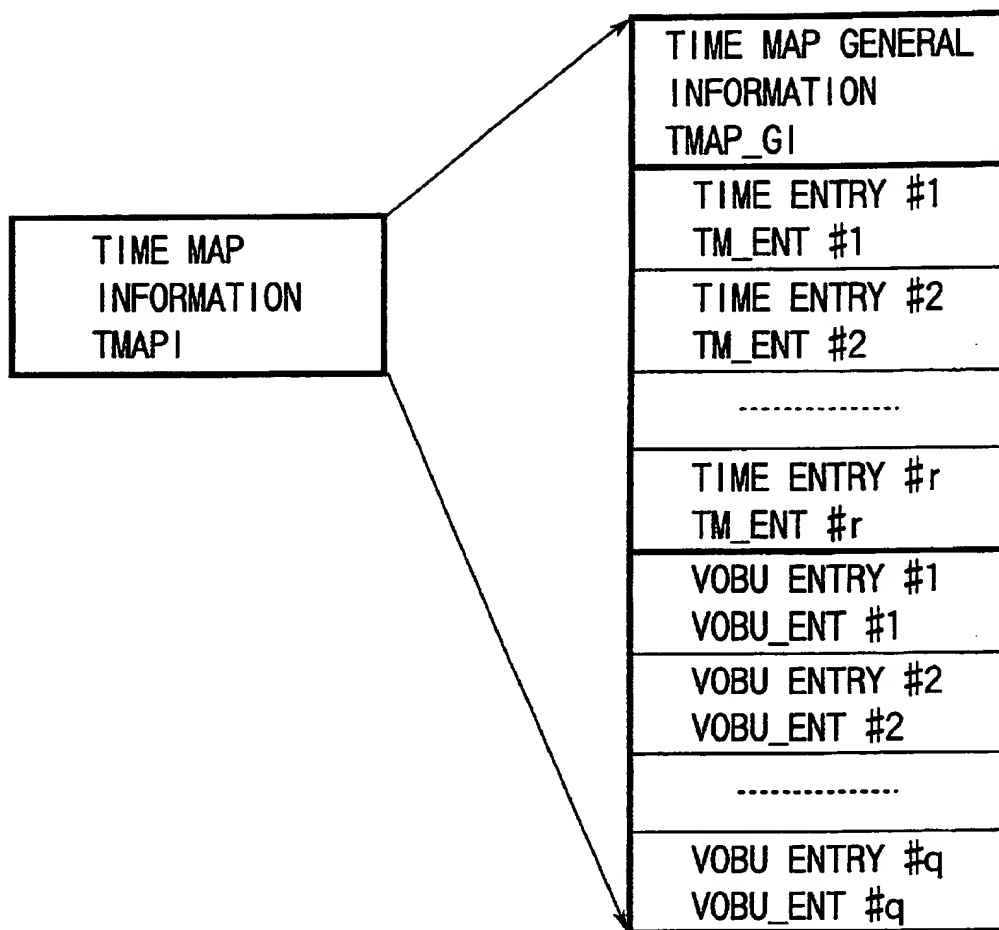 TIME MAP
INFORMATION
TMAPI
TIME MAP GENERAL
INFORMATION
TMAP_GI
TIME ENTRY #1
TM_ENT #1
TIME ENTRY #2
TM_ENT #2
TIME ENTRY #r
TM_ENT #r
VOBU ENTRY #1
VOBU_ENT #1
VOBU ENTRY #2
VOBU_ENT #2
VOBU ENTRY #q
VOBU_ENT #q